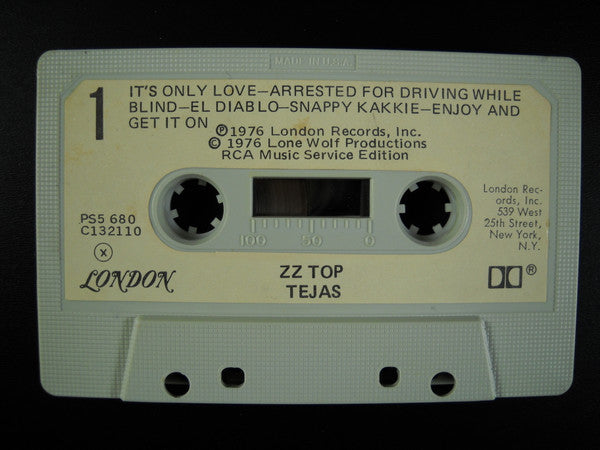 MADE IN U.S.A.
1
IT'S ONLY LOVE—ARRESTED FOR DRIVING WHILE
BLIND—EL DIABLO—SNAPPY KAKKIE—ENJOY AND
GET IT ON
℗1976 London Records, Inc.
© 1976 Lone Wolf Productions
RCA Music Service Edition
PS5 680
C132110
X
LONDON
100 50 0
ZZ TOP
TEJAS
London Rec-
ords, Inc.
539 West
25th Street,
New York,
N.Y.
®